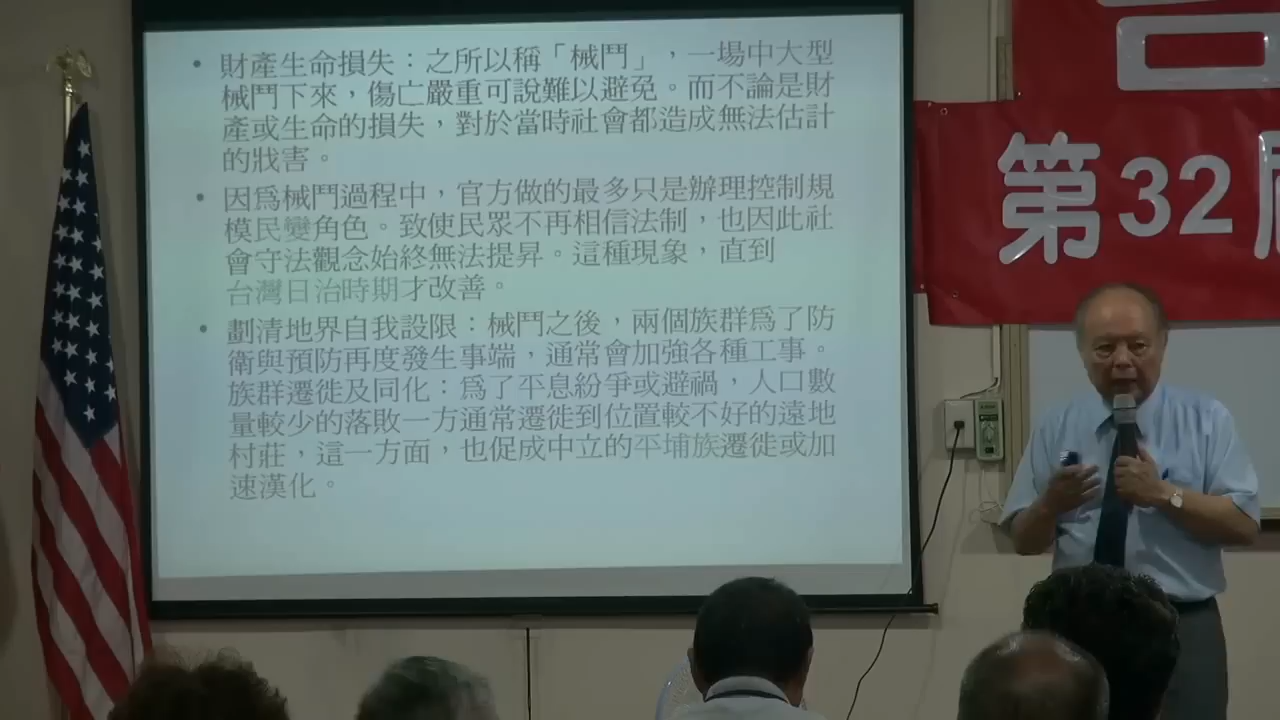 • 財產生命損失：之所以稱「械鬥」，一場中大型
械鬥下來，傷亡嚴重可說難以避免。而不論是財
產或生命的損失，對於當時社會都造成無法估計
的戕害。
• 因為械鬥過程中，官方做的最多只是辦理控制規
模民變角色。致使民眾不再相信法制，也因此社
會守法觀念始終無法提昇。這種現象，直到
台灣日治時期才改善。
• 劃清地界自我設限：械鬥之後，兩個族群為了防
衛與預防再度發生事端，通常會加強各種工事。
族群遷徙及同化：為了平息紛爭或避禍，人口數
量較少的落敗一方通常遷徙到位置較不好的遠地
村莊，這一方面，也促成中立的平埔族遷徙或加
速漢化。
第32屆